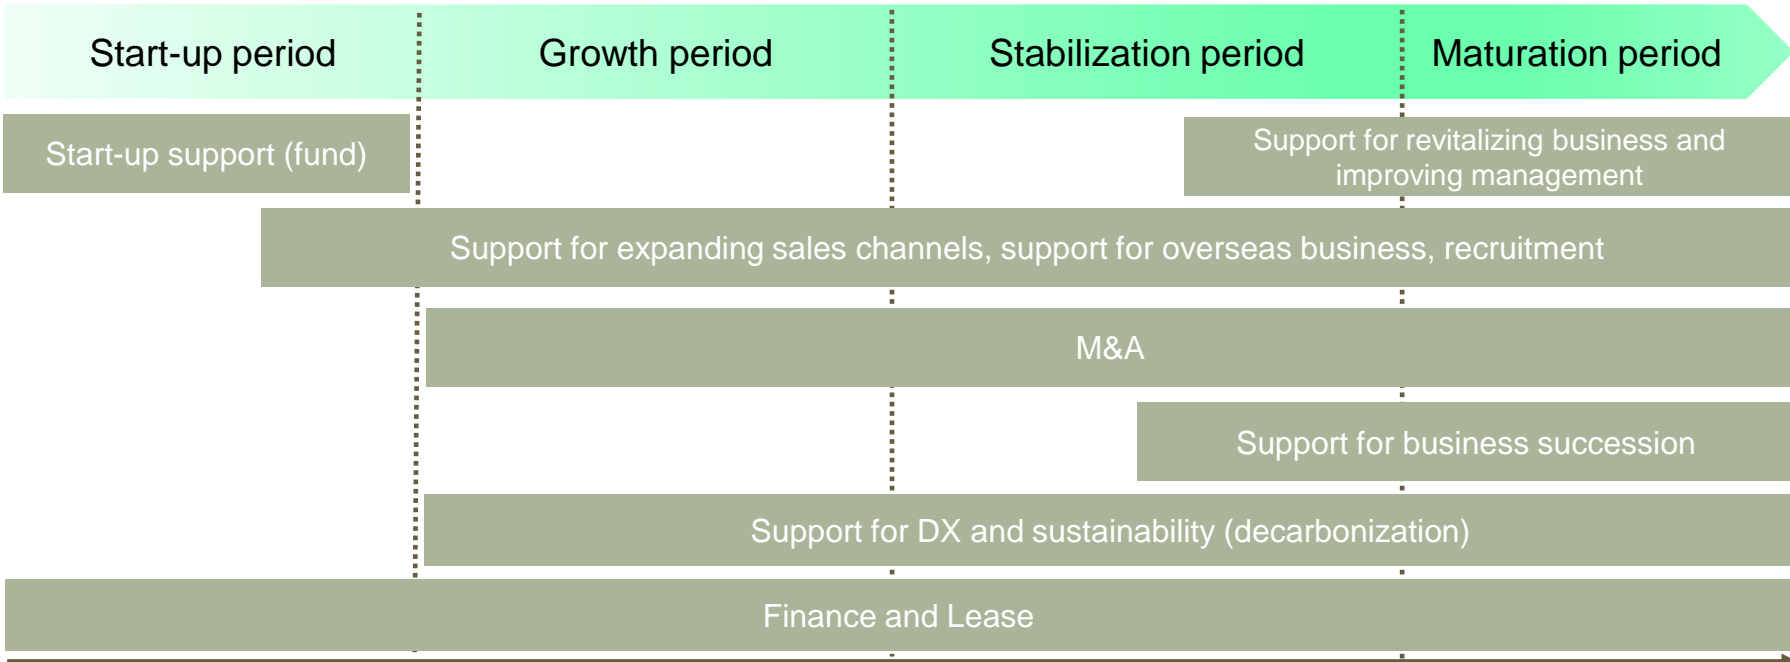 Start-up period
Growth period
Stabilization period
Maturation period
Start-up support (fund)
Support for revitalizing business and
improving management
Support for expanding sales channels, support for overseas business, recruitment
M&A
Support for business succession
Support for DX and sustainability (decarbonization)
Finance and Lease